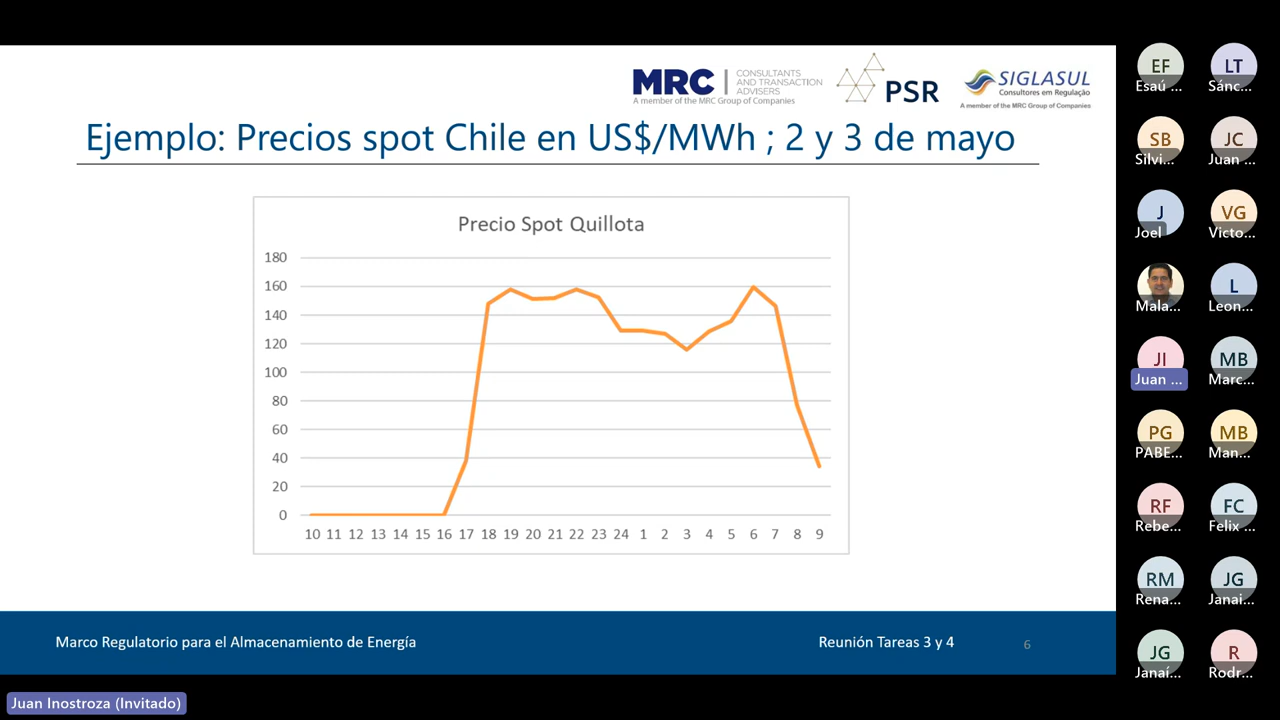 MRC
CONSULTANTS
AND TRANSACTION
ADVISERS
A member of the MRC Group of Companies
PSR
SIGLASUL
Consultores em Regulação
A member of the MRC Group of Companies
Ejemplo: Precios spot Chile en US$/MWh ; 2 y 3 de mayo
Precio Spot Quillota
180
160
140
120
100
80
60
40
20
0
10 11 12 13 14 15 16 17 18 19 20 21 22 23 24 1 2 3 4 5 6 7 8 9
Marco Regulatorio para el Almacenamiento de Energía
Reunión Tareas 3 y 4
6
EF
Esaú ...
LT
Sánc...
SB
Silvi...
JC
Juan ...
J
Joel
VG
Victo...
Mala...
L
Leon...
JI
Juan ...
MB
Marc...
PG
PABE...
MB
Man...
RF
Rebe...
FC
Felix ...
RM
Rena...
JG
Janai...
JG
Janaí...
R
Rodr...
Juan Inostroza (Invitado)